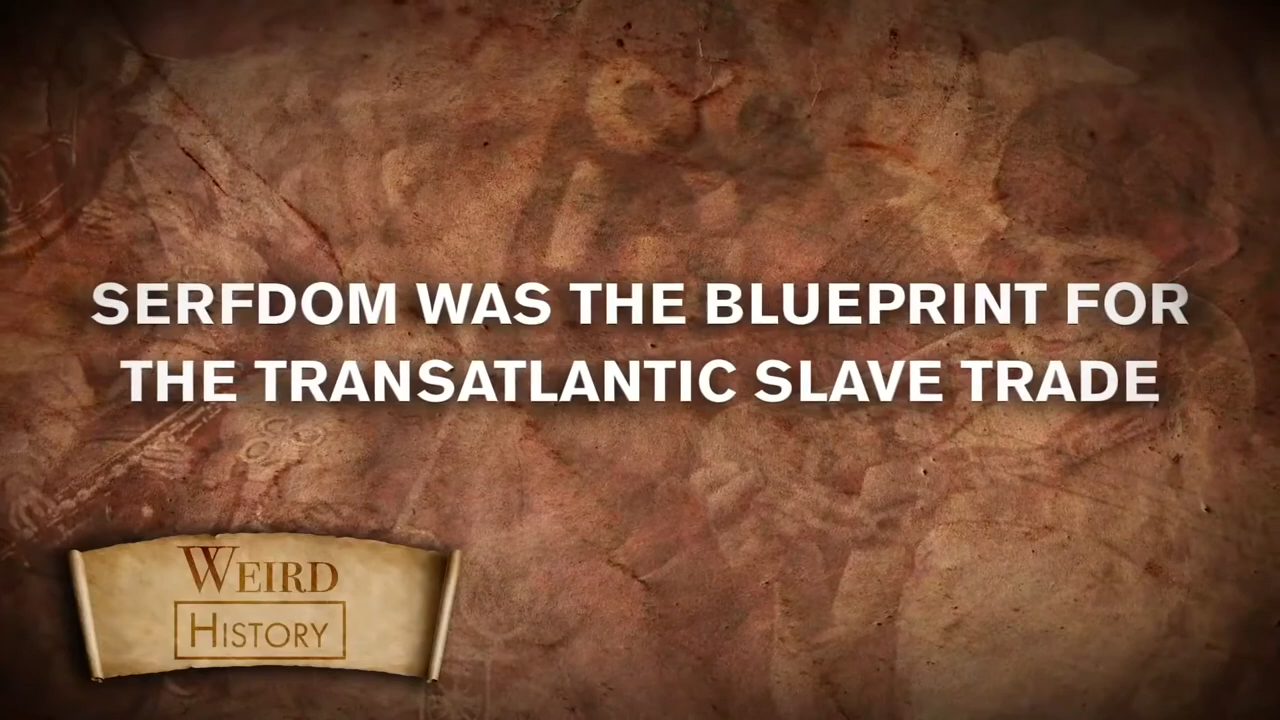 SERFDOM WAS THE BLUEPRINT FOR
THE TRANSATLANTIC SLAVE TRADE
WEIRD
HISTORY